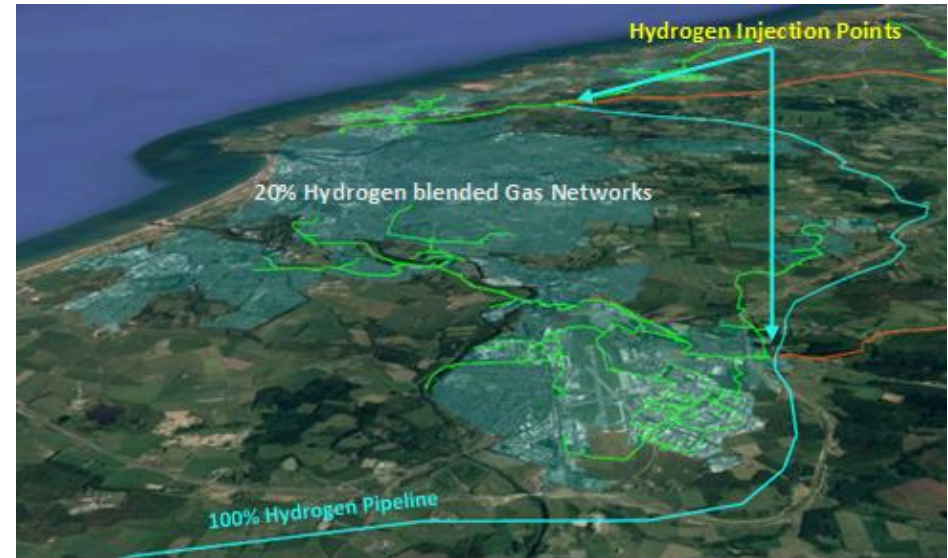 Hydrogen Injection Points
20% Hydrogen blended Gas Networks
100% Hydrogen Pipeline